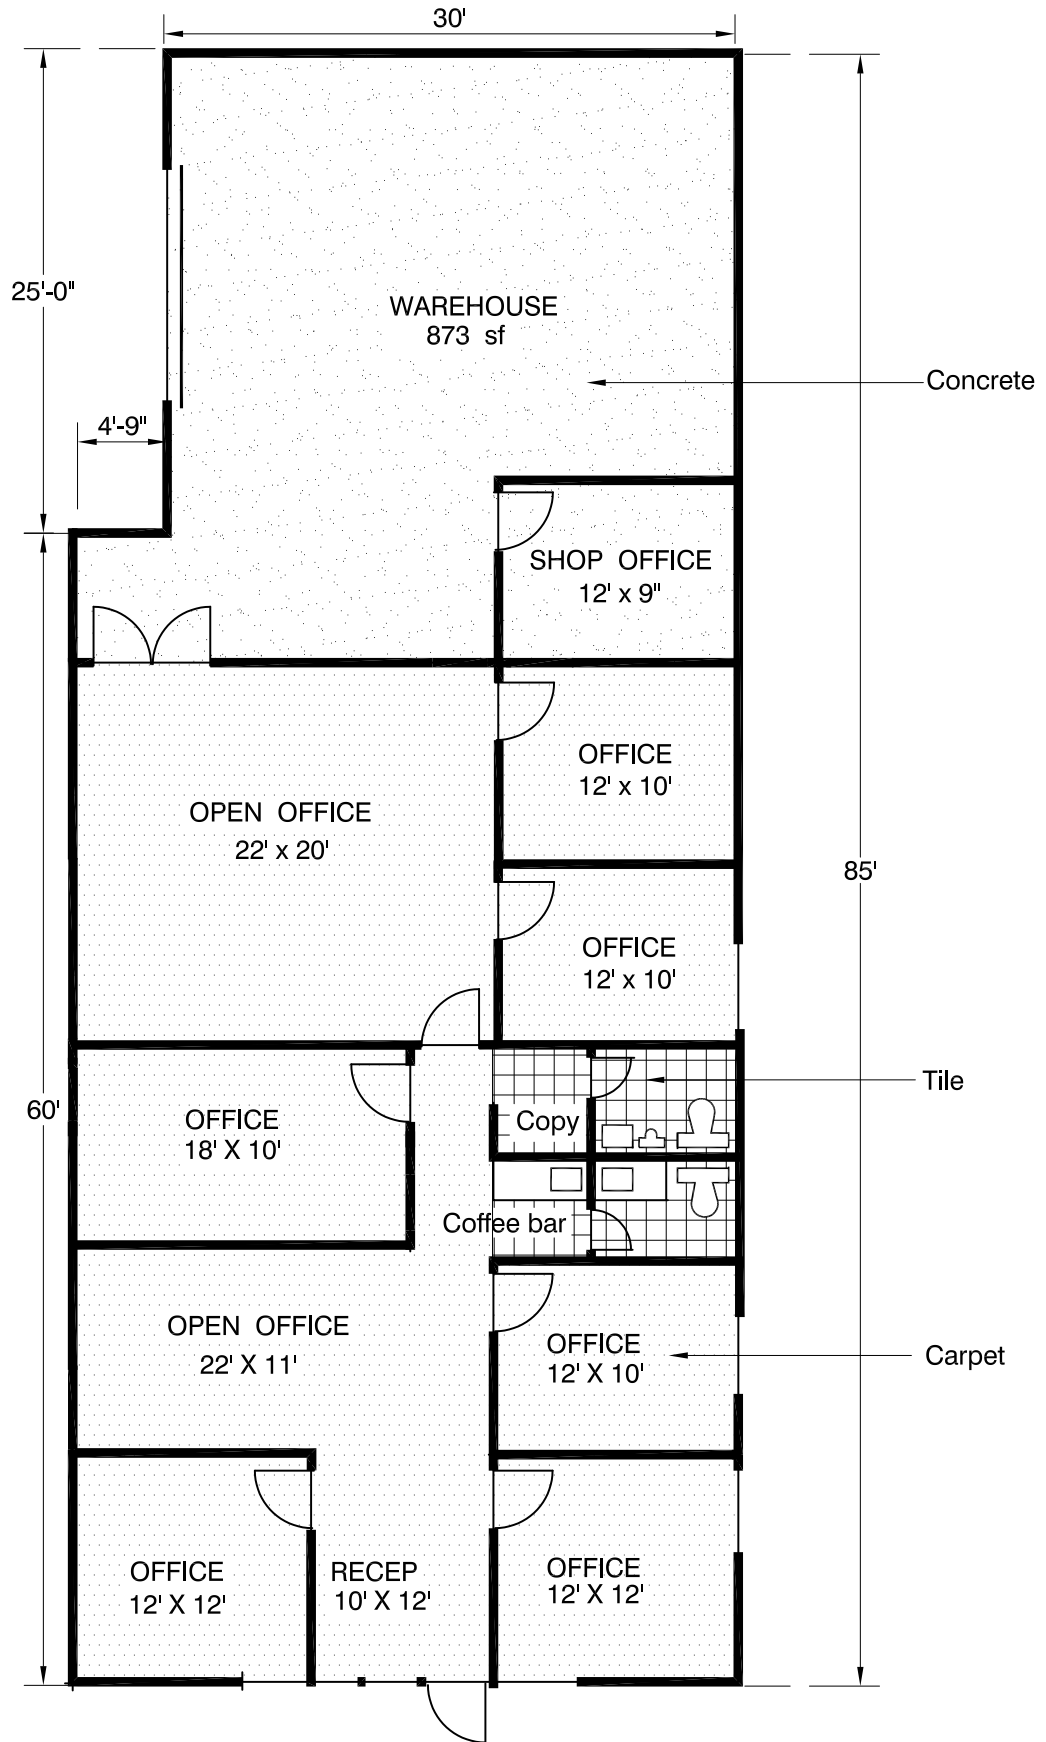 30'
25'-0"
WAREHOUSE
873 sf
Concrete
4'-9"
SHOP OFFICE
12' x 9"
OFFICE
12' x 10'
OPEN OFFICE
22' x 20'
85'
OFFICE
12' x 10'
Tile
60'
OFFICE
18' X 10'
Copy
Coffee bar
OPEN OFFICE
22' X 11'
OFFICE
12' X 10'
Carpet
OFFICE
12' X 12'
RECEP
10' X 12'
OFFICE
12' X 12'